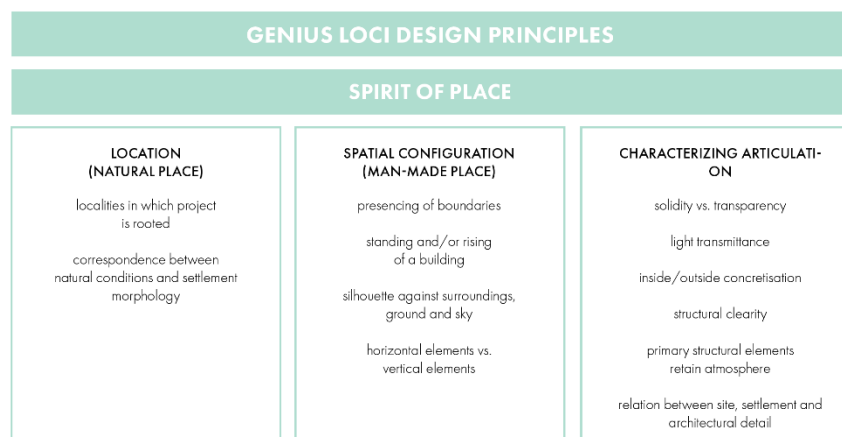 GENIUS LOCI DESIGN PRINCIPLES
SPIRIT OF PLACE
LOCATION
(NATURAL PLACE)
localities in which project
is rooted
correspondence between
natural conditions and settlement
morphology
SPATIAL CONFIGURATION
(MAN-MADE PLACE)
presencing of boundaries
standing and/or rising
of a building
silhouette against surroundings,
ground and sky
horizontal elements vs.
vertical elements
CHARACTERIZING ARTICULATI-
ON
solidity vs. transparency
light transmittance
inside/outside concretisation
structural clearity
primary structural elements
retain atmosphere
relation between site, settlement and
architectural detail